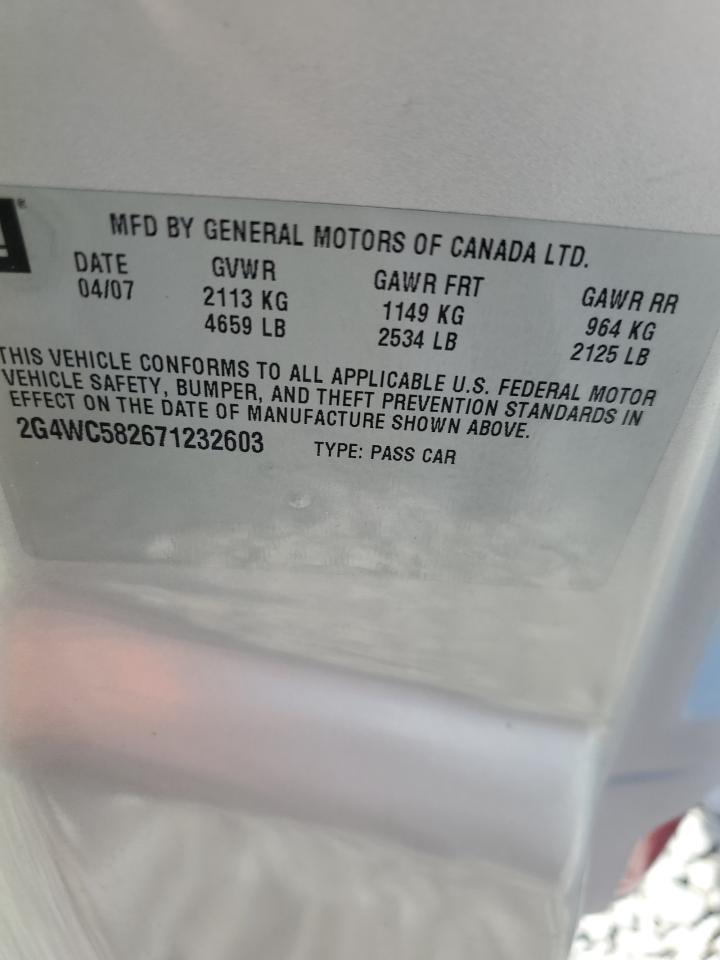 MFD BY GENERAL MOTORS OF CANADA LTD.
DATE GVWR GAWR FRT GAWR RR
04/07 2113 KG 1149 KG 964 KG
4659 LB 2534 LB 2125 LB
THIS VEHICLE CONFORMS TO ALL APPLICABLE U.S. FEDERAL MOTOR
VEHICLE SAFETY, BUMPER, AND THEFT PREVENTION STANDARDS IN
EFFECT ON THE DATE OF MANUFACTURE SHOWN ABOVE.
2G4WC582671232603 TYPE: PASS CAR